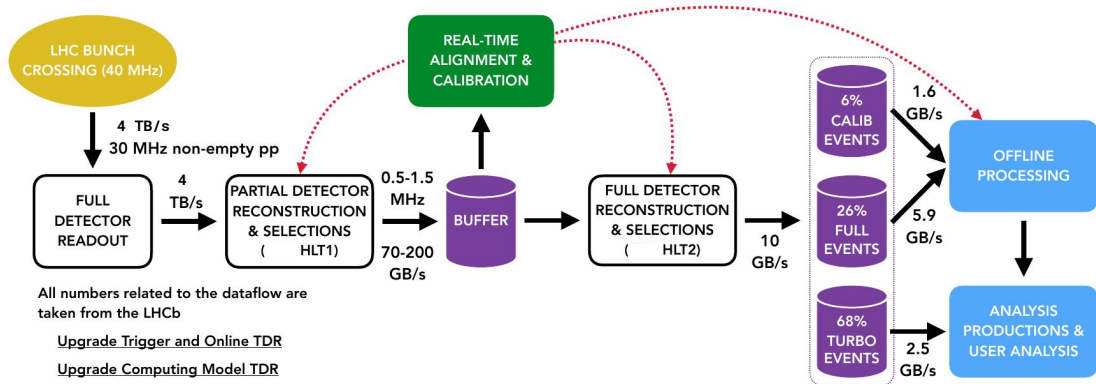 LHC BUNCH
CROSSING (40 MHz)
REAL-TIME
ALIGNMENT &
CALIBRATION
4 TB/s
30 MHz non-empty pp
FULL
DETECTOR
READOUT
4
TB/s
PARTIAL DETECTOR
RECONSTRUCTION
& SELECTIONS
( HLT1)
0.5-1.5
MHz
70-200
GB/s
BUFFER
FULL DETECTOR
RECONSTRUCTION
& SELECTIONS
( HLT2)
10
GB/s
6%
CALIB
EVENTS
26%
FULL
EVENTS
68%
TURBO
EVENTS
1.6
GB/s
5.9
GB/s
2.5
GB/s
OFFLINE
PROCESSING
ANALYSIS
PRODUCTIONS &
USER ANALYSIS
All numbers related to the dataflow are
taken from the LHCb
Upgrade Trigger and Online TDR
Upgrade Computing Model TDR